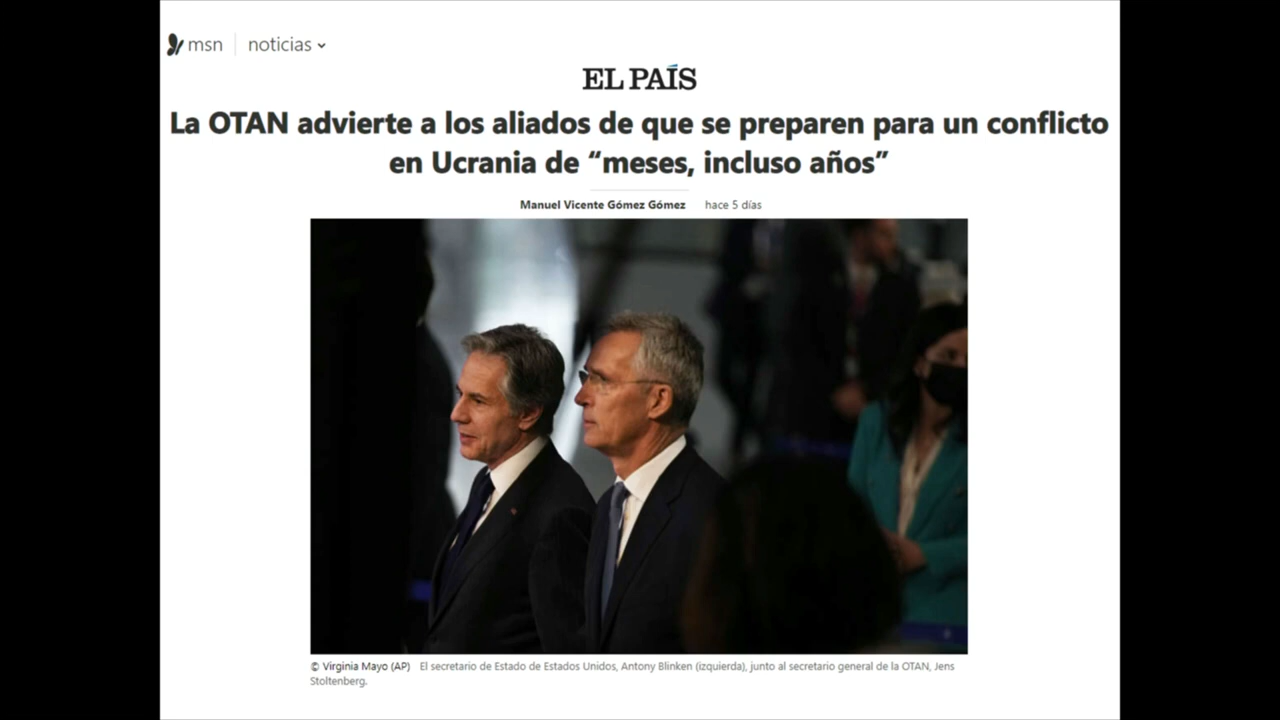 msn noticias
EL PAÍS
La OTAN advierte a los aliados de que se preparen para un conflicto
en Ucrania de “meses, incluso años”
Manuel Vicente Gómez Gómez hace 5 días
© Virginia Mayo (AP) El secretario de Estado de Estados Unidos, Antony Blinken (izquierda), junto al secretario general de la OTAN, Jens
Stoltenberg.